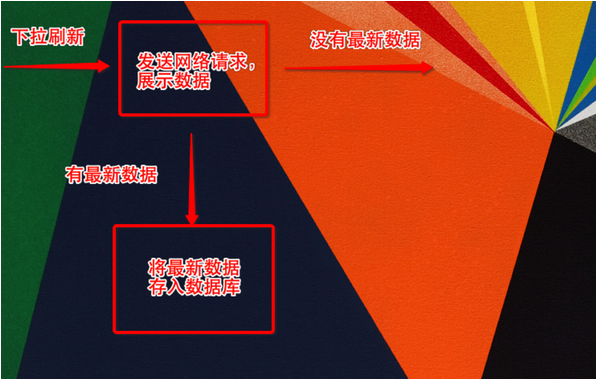 下拉刷新
没有最新数据
发送网络请求，
展示数据
有最新数据
将最新数据
存入数据库